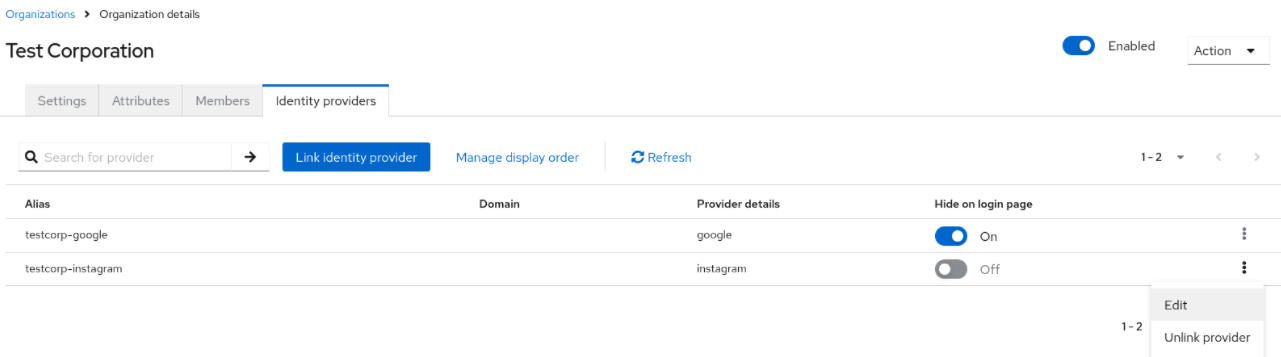 Organizations > Organization details
Test Corporation
Enabled
Action
Settings Attributes Members Identity providers
Search for provider Link identity provider Manage display order Refresh 1 - 2
Alias Domain Provider details Hide on login page
testcorp-google google On
testcorp-instagram instagram Off
Edit
1 - 2
Unlink provider